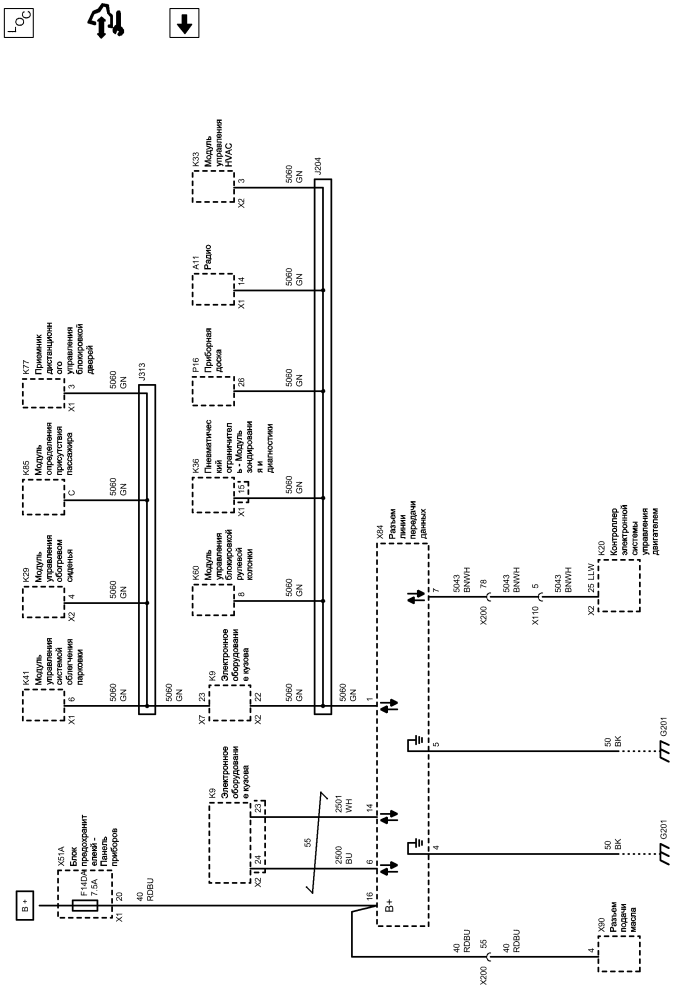 LOC
K33
Модуль
управления
HVAC
3
X2
5060
GN
J204
A11
Радио
14
X1
5060
GN
K77
Приемник
дистанционн
ого
управления
блокировкой
дверей
3
X1
5060
GN
J313
P16
Приборная
доска
26
5060
GN
K85
Модуль
определения
присутствия
пассажира
C
5060
GN
K36
Пневматичес
кий
ограничител
ь - Модуль
зондировани
я и
диагностики
15
X1
5060
GN
K29
Модуль
управления
обогревом
сиденья
4
X2
5060
GN
K60
Модуль
управления
блокировкой
рулевой
колонки
8
5060
GN
K41
Модуль
управления
системой
облегчения
парковки
6
X1
5060
GN
5060
GN
23
X7
K9
Электронное
оборудовани
е кузова
22
X2
5060
GN
5060
GN
1
X84
Разъем
линии
передачи
данных
7
5043
BNWH
78
X200
5043
BNWH
5
X110
5043
BNWH
25 LLW
X2
K20
Контроллер
электронной
системы
управления
двигателем
5
50
BK
G201
K9
Электронное
оборудовани
е кузова
23
24
X2
55
2501
WH
14
2500
BU
6
4
50
BK
G201
B+
X51A
Блок
предохранит
елей -
Панель
приборов
F14DA
7.5A
20
X1
40
RDBU
16
B+
40
RDBU
55
X200
40
RDBU
4
X90
Разъем
подачи
масла